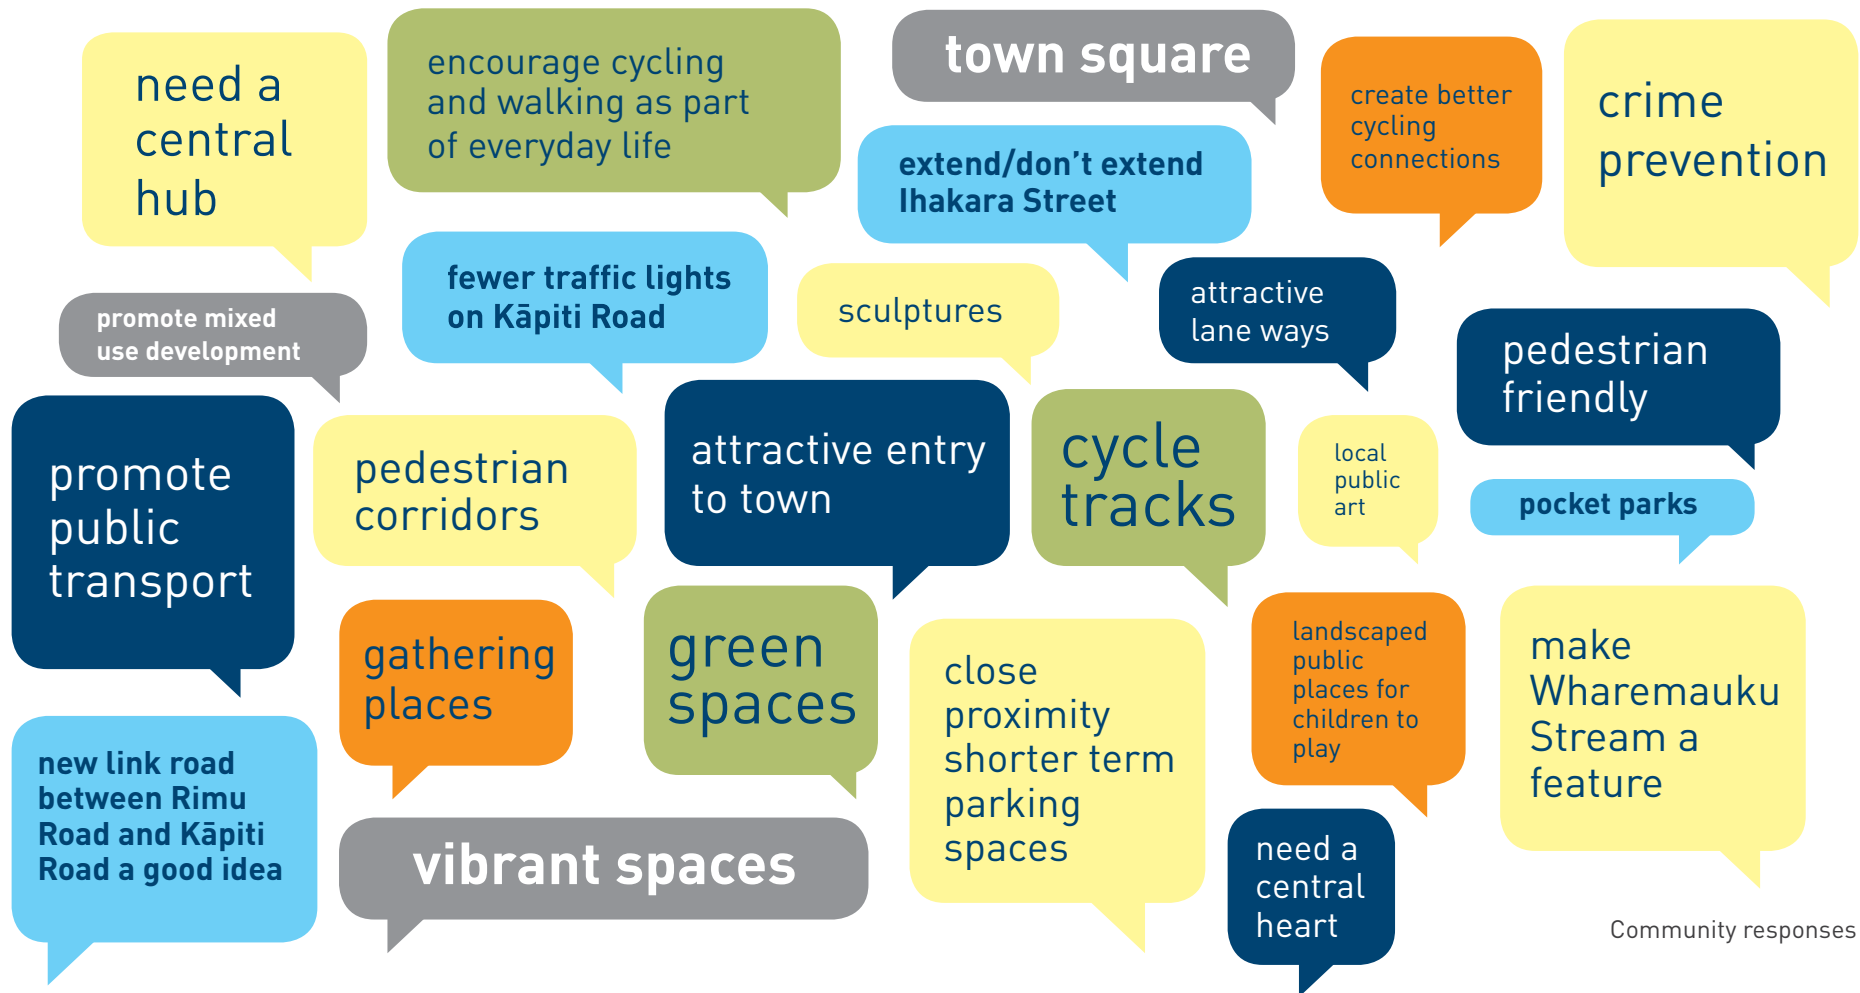 need a
central
hub
encourage cycling
and walking as part
of everyday life
town square
create better
cycling
connections
crime
prevention
extend/don’t extend
Ihakara Street
fewer traffic lights
on Kāpiti Road
sculptures
attractive
lane ways
promote mixed
use development
pedestrian
friendly
promote
public
transport
pedestrian
corridors
attractive entry
to town
cycle
tracks
local
public
art
pocket parks
gathering
places
green
spaces
close
proximity
shorter term
parking
spaces
landscaped
public
places for
children to
play
make
Wharemauku
Stream a
feature
new link road
between Rimu
Road and Kāpiti
Road a good idea
vibrant spaces
need a
central
heart
Community responses